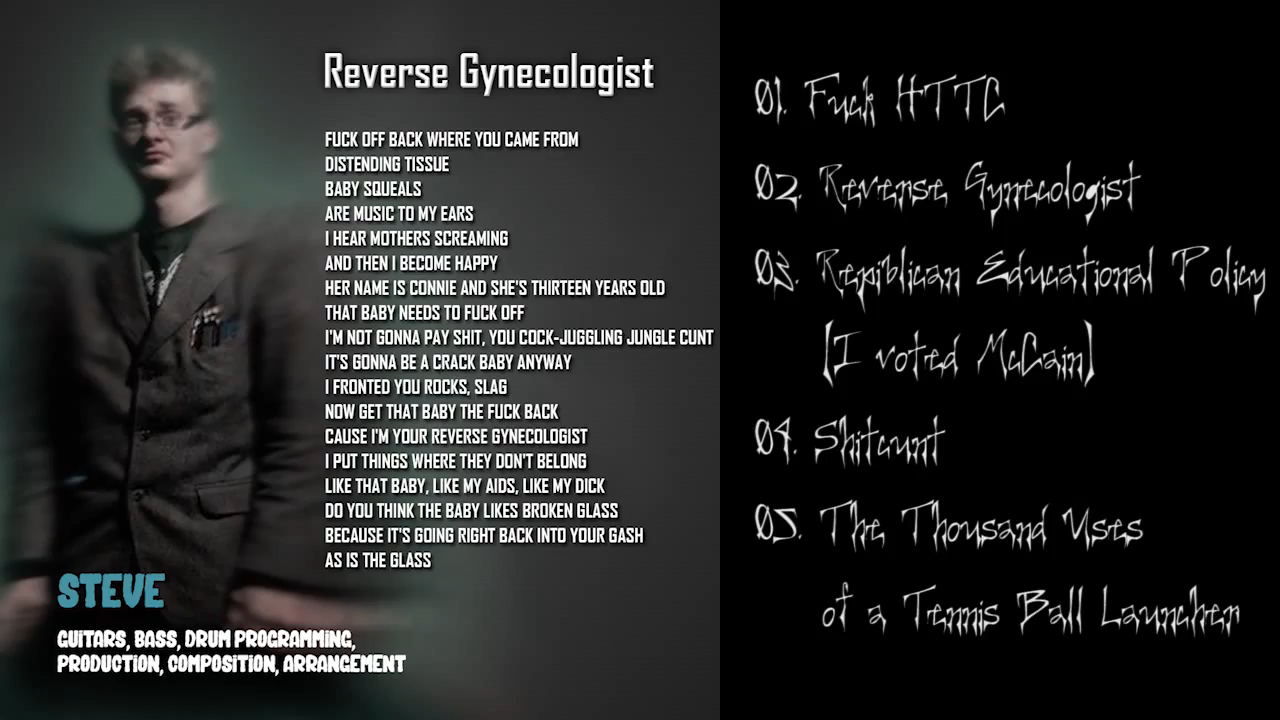 Reverse Gynecologist
FUCK OFF BACK WHERE YOU CAME FROM
DISTENDING TISSUE
BABY SQUEALS
ARE MUSIC TO MY EARS
I HEAR MOTHERS SCREAMING
AND THEN I BECOME HAPPY
HER NAME IS CONNIE AND SHE'S THIRTEEN YEARS OLD
THAT BABY NEEDS TO FUCK OFF
I'M NOT GONNA PAY SHIT, YOU COCK-JUGGLING JUNGLE CUNT
IT'S GONNA BE A CRACK BABY ANYWAY
I FRONTED YOU ROCKS, SLAG
NOW GET THAT BABY THE FUCK BACK
CAUSE I'M YOUR REVERSE GYNECOLOGIST
I PUT THINGS WHERE THEY DON'T BELONG
LIKE THAT BABY, LIKE MY AIDS, LIKE MY DICK
DO YOU THINK THE BABY LIKES BROKEN GLASS
BECAUSE IT'S GOING RIGHT BACK INTO YOUR GASH
AS IS THE GLASS
STEVE
GUITARS, BASS, DRUM PROGRAMMING,
PRODUCTION, COMPOSITION, ARRANGEMENT
01. Fuck HTTC
02. Reverse Gynecologist
03. Repiblican Educational Policy
[I voted McCain]
04. Shitcunt
05. The Thousand Uses
of a Tennis Ball Launcher